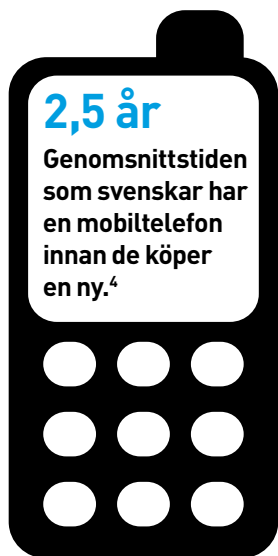 2,5 år
Genomsnittstiden
som svenskar har
en mobiltelefon
innan de köper
en ny.⁴